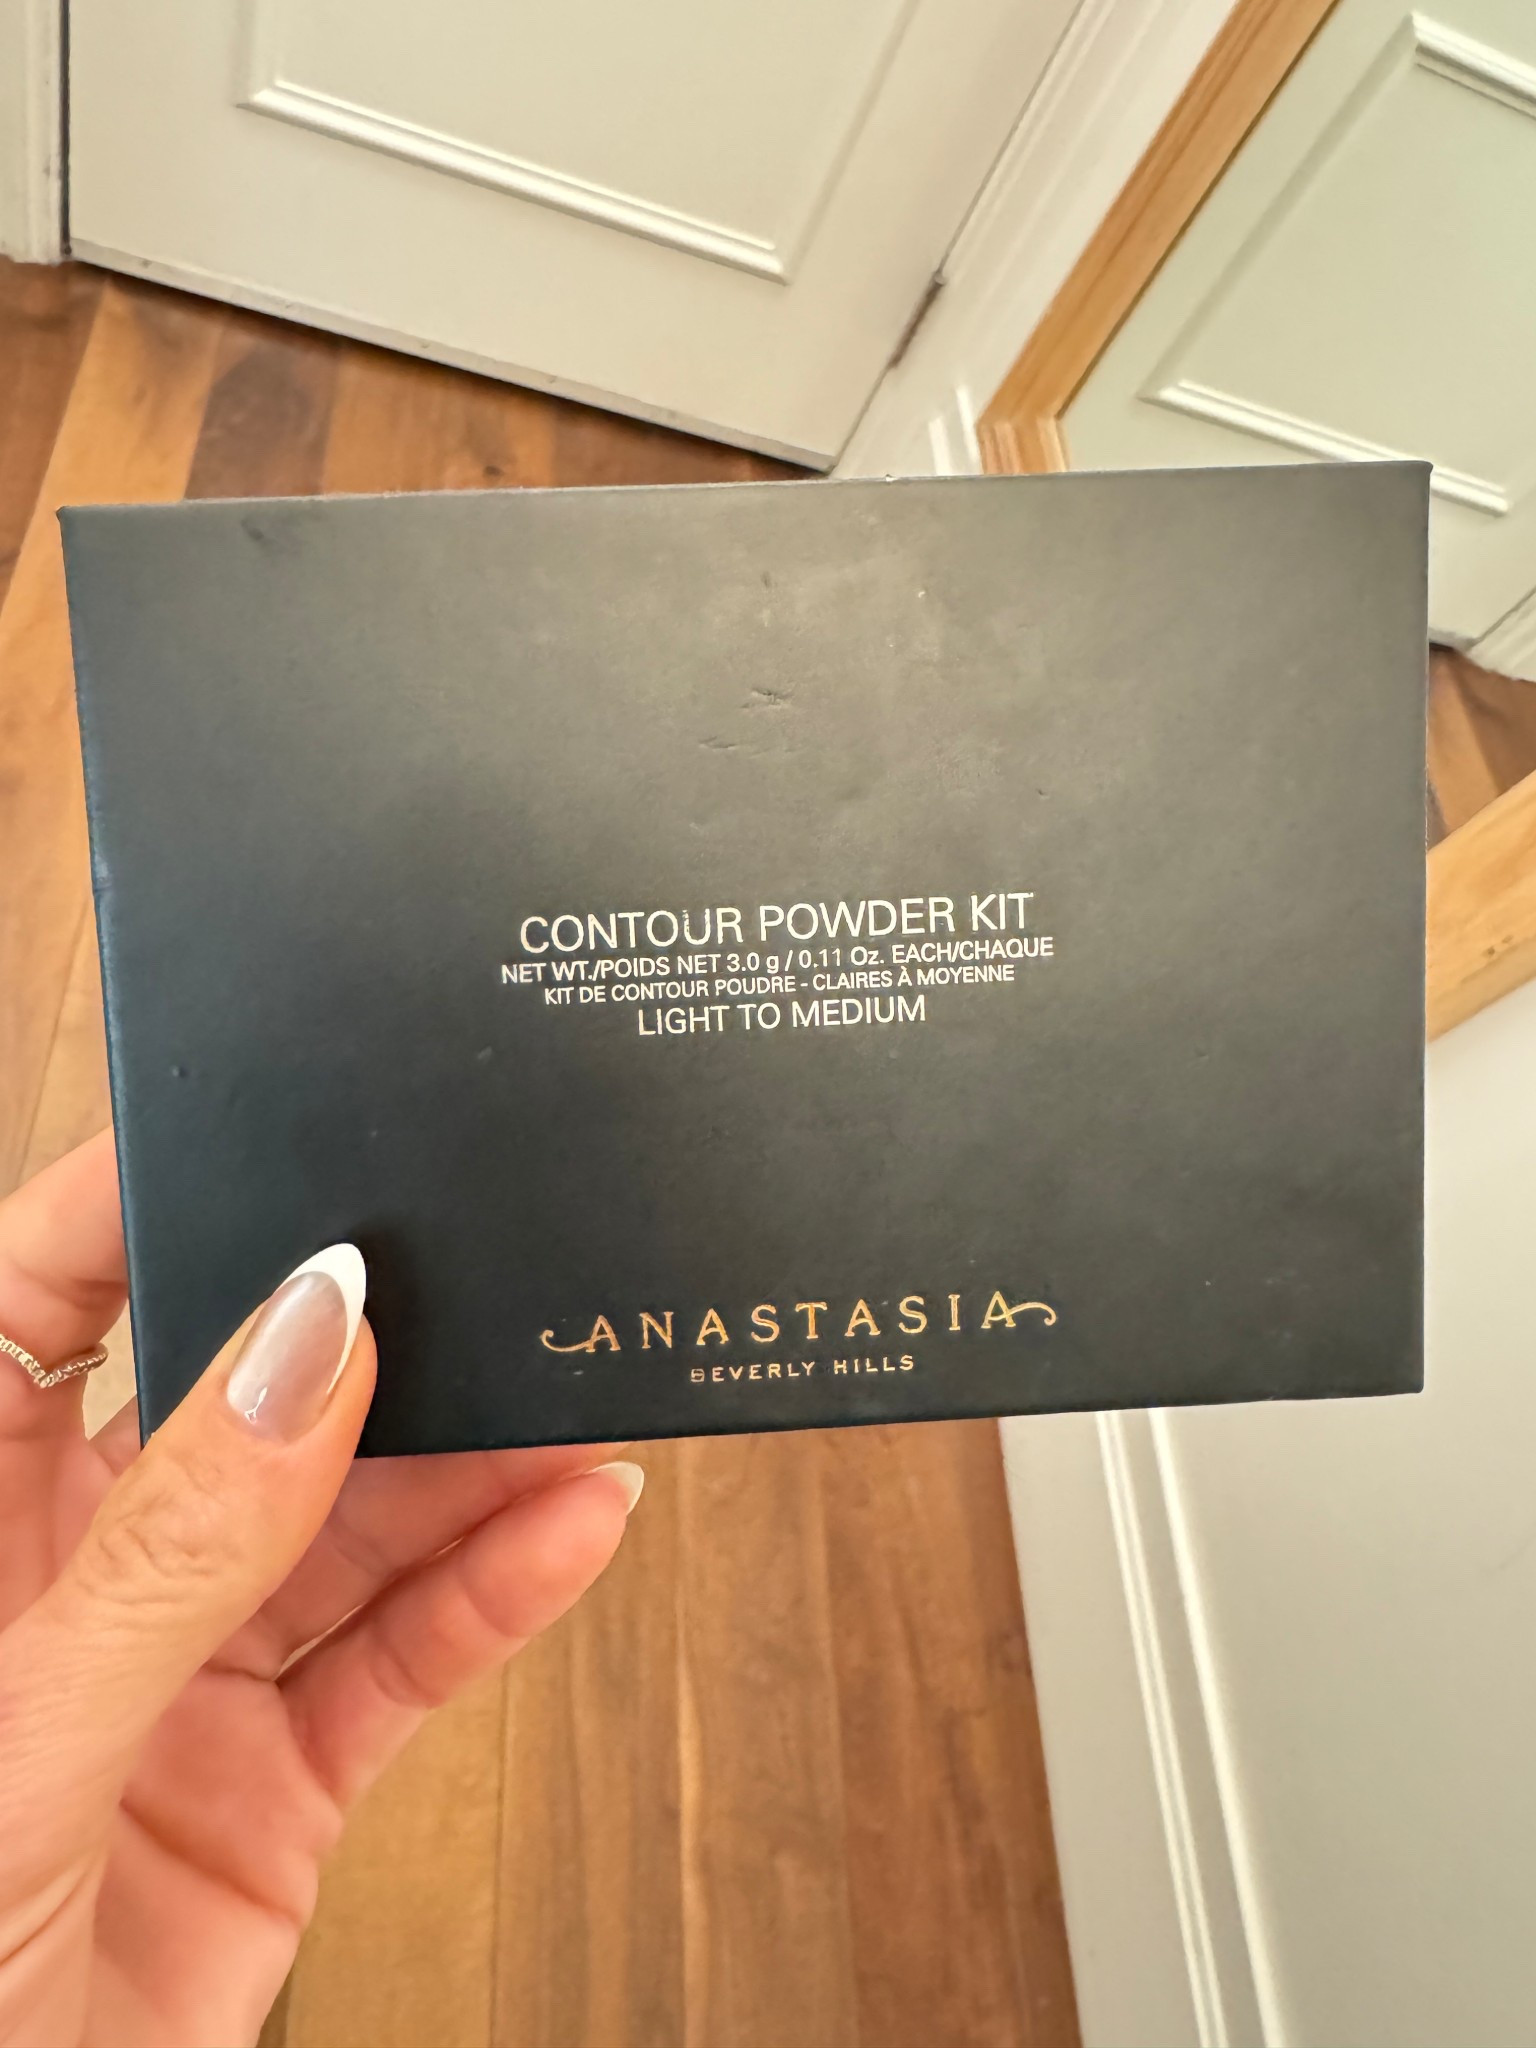 CONTOUR POWDER KIT
NET WT./POIDS NET 3.0 g / 0.11 Oz. EACH/CHAQUE
KIT DE CONTOUR POUDRE - CLAIRES À MOYENNE
LIGHT TO MEDIUM
ANASTASIA
BEVERLY HILLS